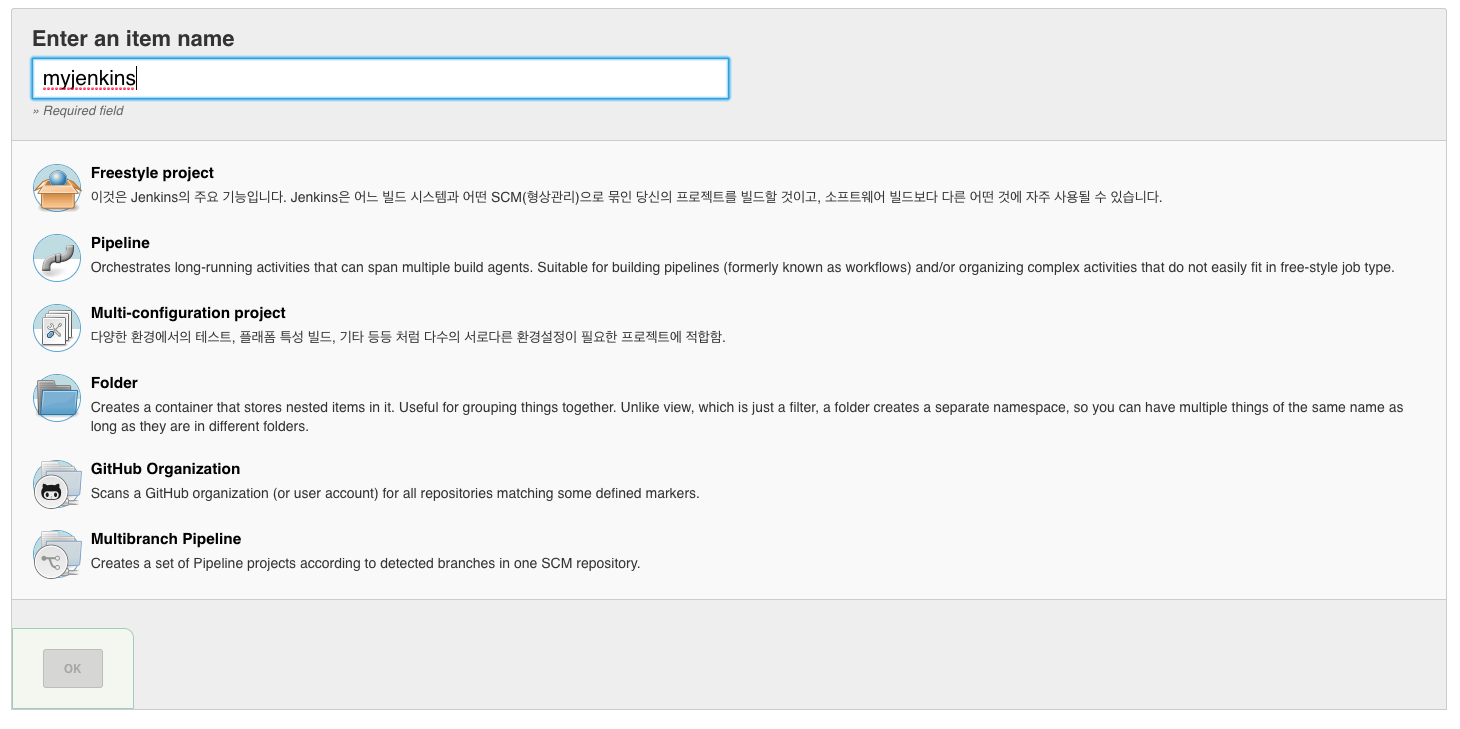 Enter an item name
myjenkins
» Required field
Freestyle project
이것은 Jenkins의 주요 기능입니다. Jenkins은 어느 빌드 시스템과 어떤 SCM(형상관리)으로 묶인 당신의 프로젝트를 빌드할 것이고, 소프트웨어 빌드보다 다른 어떤 것에 자주 사용될 수 있습니다.
Pipeline
Orchestrates long-running activities that can span multiple build agents. Suitable for building pipelines (formerly known as workflows) and/or organizing complex activities that do not easily fit in free-style job type.
Multi-configuration project
다양한 환경에서의 테스트, 플래폼 특성 빌드, 기타 등등 처럼 다수의 서로다른 환경설정이 필요한 프로젝트에 적합함.
Folder
Creates a container that stores nested items in it. Useful for grouping things together. Unlike view, which is just a filter, a folder creates a separate namespace, so you can have multiple things of the same name as
long as they are in different folders.
GitHub Organization
Scans a GitHub organization (or user account) for all repositories matching some defined markers.
Multibranch Pipeline
Creates a set of Pipeline projects according to detected branches in one SCM repository.
OK